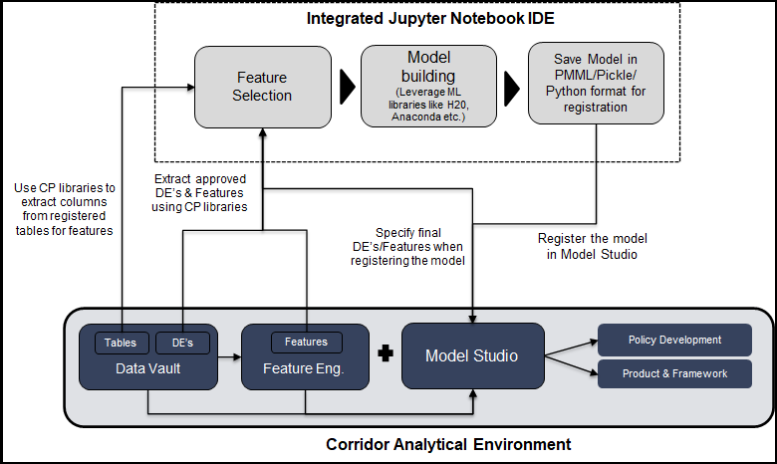 Integrated Jupyter Notebook IDE
Feature
Selection
Model
building
(Leverage ML
libraries like H20,
Anaconda etc.)
Save Model in
PMML/Pickle/
Python format for
registration
Use CP libraries to
extract columns
from registered
tables for features
Extract approved
DE's & Features
using CP libraries
Specify final
DE's/Features when
registering the model
Register the model
in Model Studio
Tables
DE's
Data Vault
Features
Feature Eng.
Model Studio
Policy Development
Product & Framework
Corridor Analytical Environment